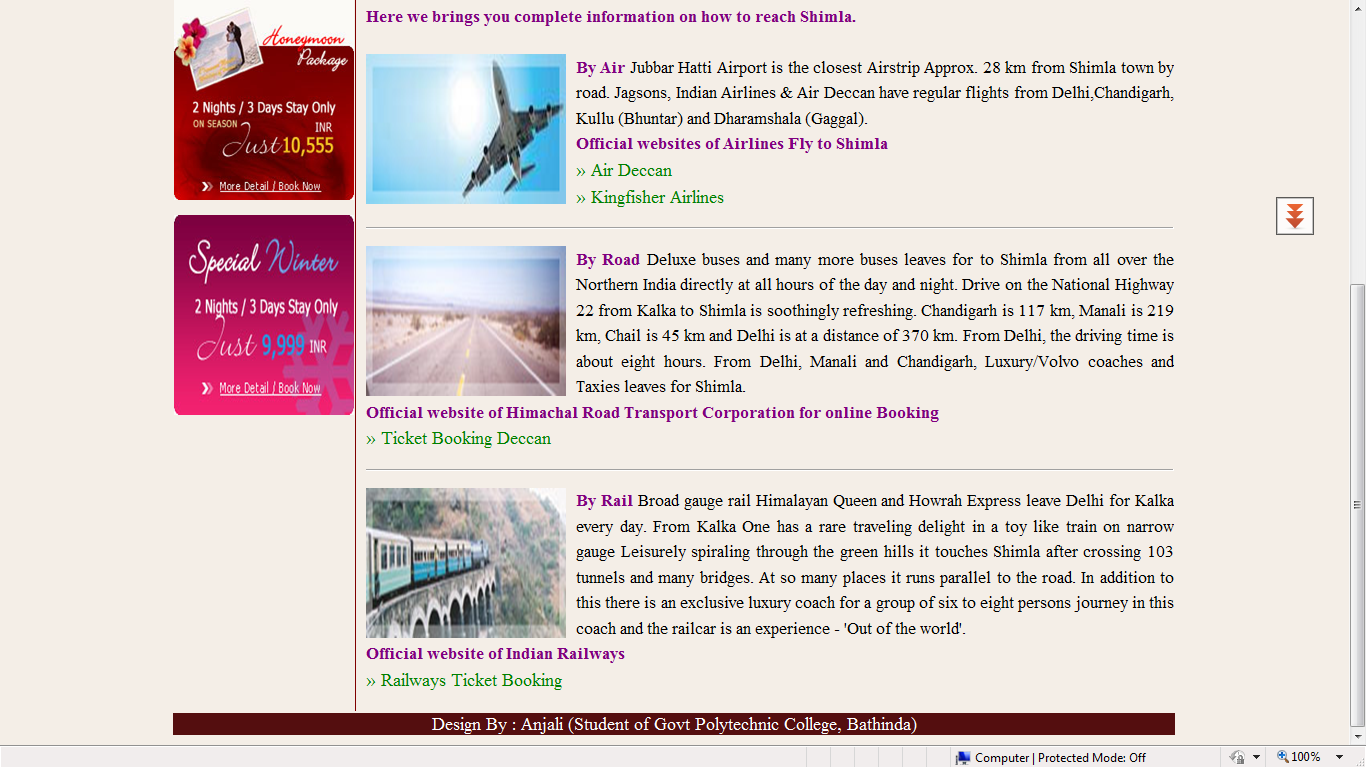 Honeymoon
Package
2 Nights / 3 Days Stay Only
ON SEASON
INR
Just 10,555
More Detail / Book Now
Special Winter
2 Nights / 3 Days Stay Only
Just 9,999 INR
More Detail / Book Now
Here we brings you complete information on how to reach Shimla.
By Air Jubbar Hatti Airport is the closest Airstrip Approx. 28 km from Shimla town by
road. Jagsons, Indian Airlines & Air Deccan have regular flights from Delhi,Chandigarh,
Kullu (Bhuntar) and Dharamshala (Gaggal).
Official websites of Airlines Fly to Shimla
» Air Deccan
» Kingfisher Airlines
By Road Deluxe buses and many more buses leaves for to Shimla from all over the
Northern India directly at all hours of the day and night. Drive on the National Highway
22 from Kalka to Shimla is soothingly refreshing. Chandigarh is 117 km, Manali is 219
km, Chail is 45 km and Delhi is at a distance of 370 km. From Delhi, the driving time is
about eight hours. From Delhi, Manali and Chandigarh, Luxury/Volvo coaches and
Taxies leaves for Shimla.
Official website of Himachal Road Transport Corporation for online Booking
» Ticket Booking Deccan
By Rail Broad gauge rail Himalayan Queen and Howrah Express leave Delhi for Kalka
every day. From Kalka One has a rare traveling delight in a toy like train on narrow
gauge Leisurely spiraling through the green hills it touches Shimla after crossing 103
tunnels and many bridges. At so many places it runs parallel to the road. In addition to
this there is an exclusive luxury coach for a group of six to eight persons journey in this
coach and the railcar is an experience - 'Out of the world'.
Official website of Indian Railways
» Railways Ticket Booking
Design By : Anjali (Student of Govt Polytechnic College, Bathinda)
Computer | Protected Mode: Off
100%